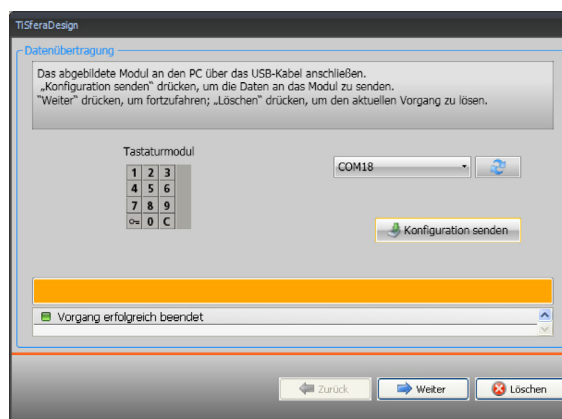 TiSferaDesign
Datenübertragung
Das abgebildete Modul an den PC über das USB-Kabel anschließen.
„Konfiguration senden" drücken, um die Daten an das Modul zu senden.
"Weiter" drücken, um fortzufahren; „Löschen" drücken, um den aktuellen Vorgang zu lösen.
Tastaturmodul
1 2 3
4 5 6
7 8 9
0 C
COM18
Konfiguration senden
Vorgang erfolgreich beendet
Zurück
Weiter
Löschen